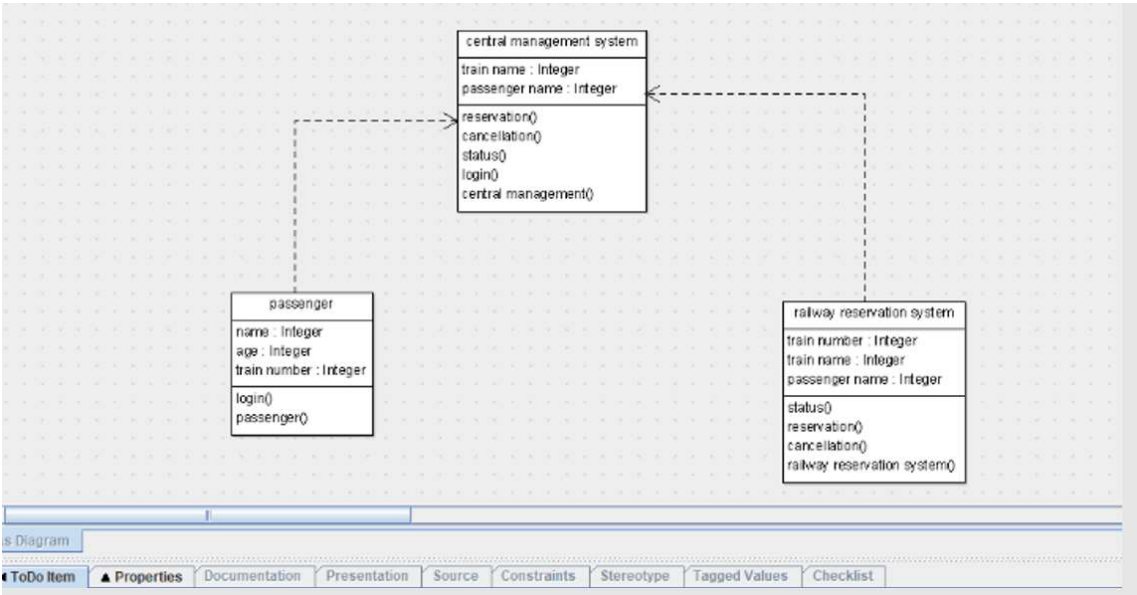 central management system
train name : Integer
passenger name : Integer
reservation()
cancellation()
status()
login()
central management()
passenger
name : Integer
age : Integer
train number : Integer
login()
passenger()
railway reservation system
train number : Integer
train name : Integer
passenger name : Integer
status()
reservation()
cancellation()
railway reservation system()
s Diagram
ToDo Item
Properties
Documentation
Presentation
Source
Constraints
Stereotype
Tagged Values
Checklist